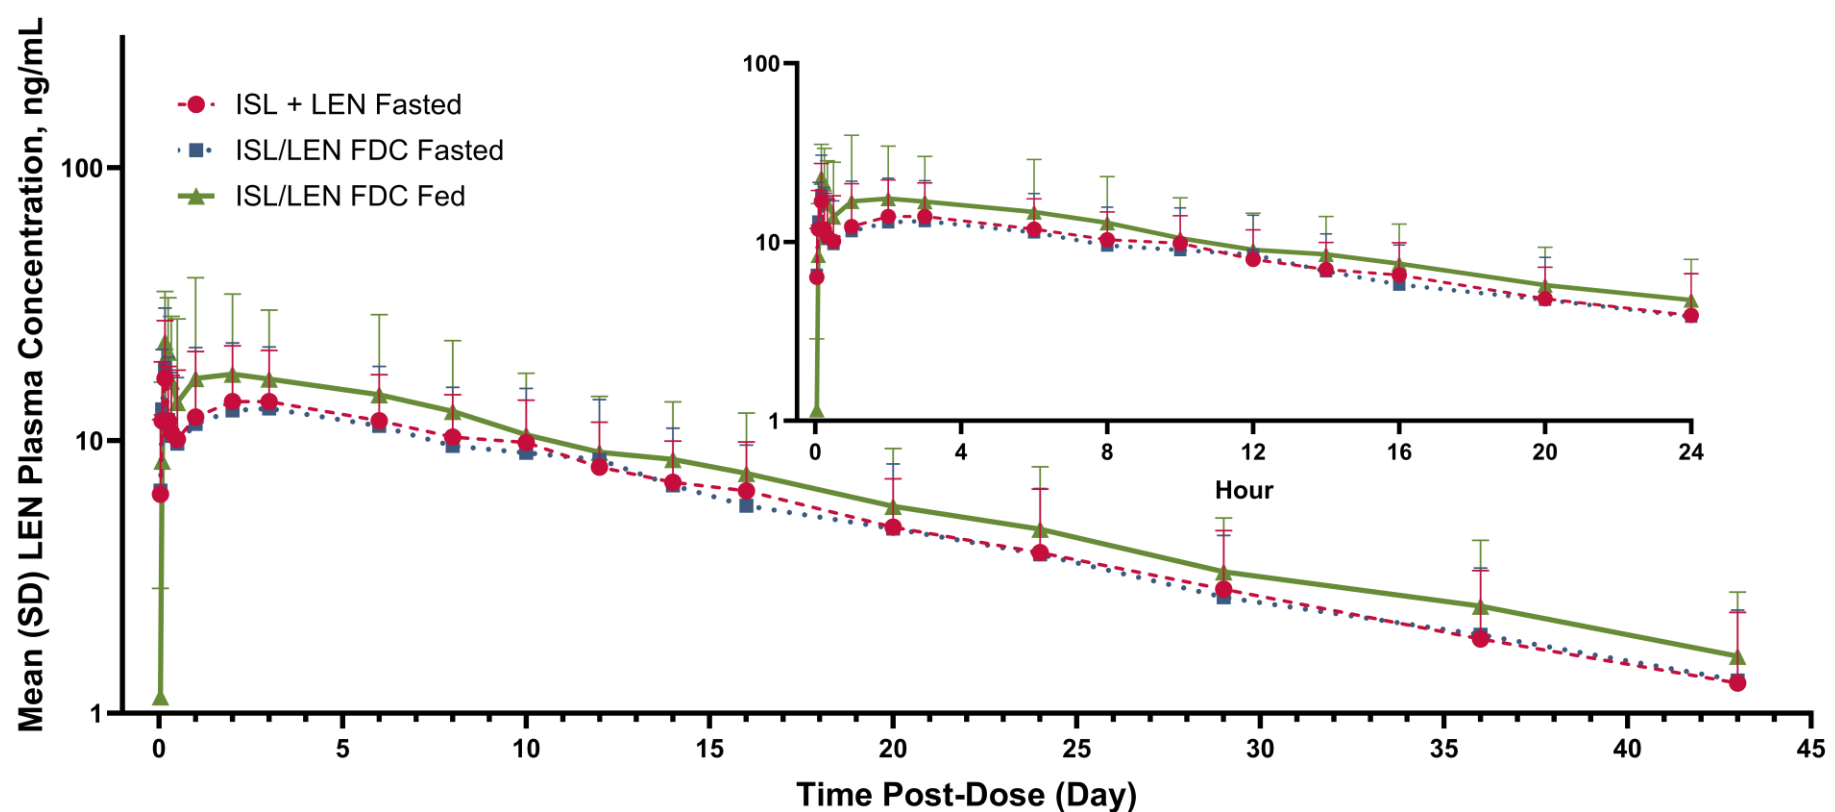 Mean (SD) LEN Plasma Concentration, ng/mL
ISL + LEN Fasted
ISL/LEN FDC Fasted
ISL/LEN FDC Fed
100
10
1
0 5 10 15 20 25 30 35 40 45
Time Post-Dose (Day)
100
10
1
0 4 8 12 16 20 24
Hour